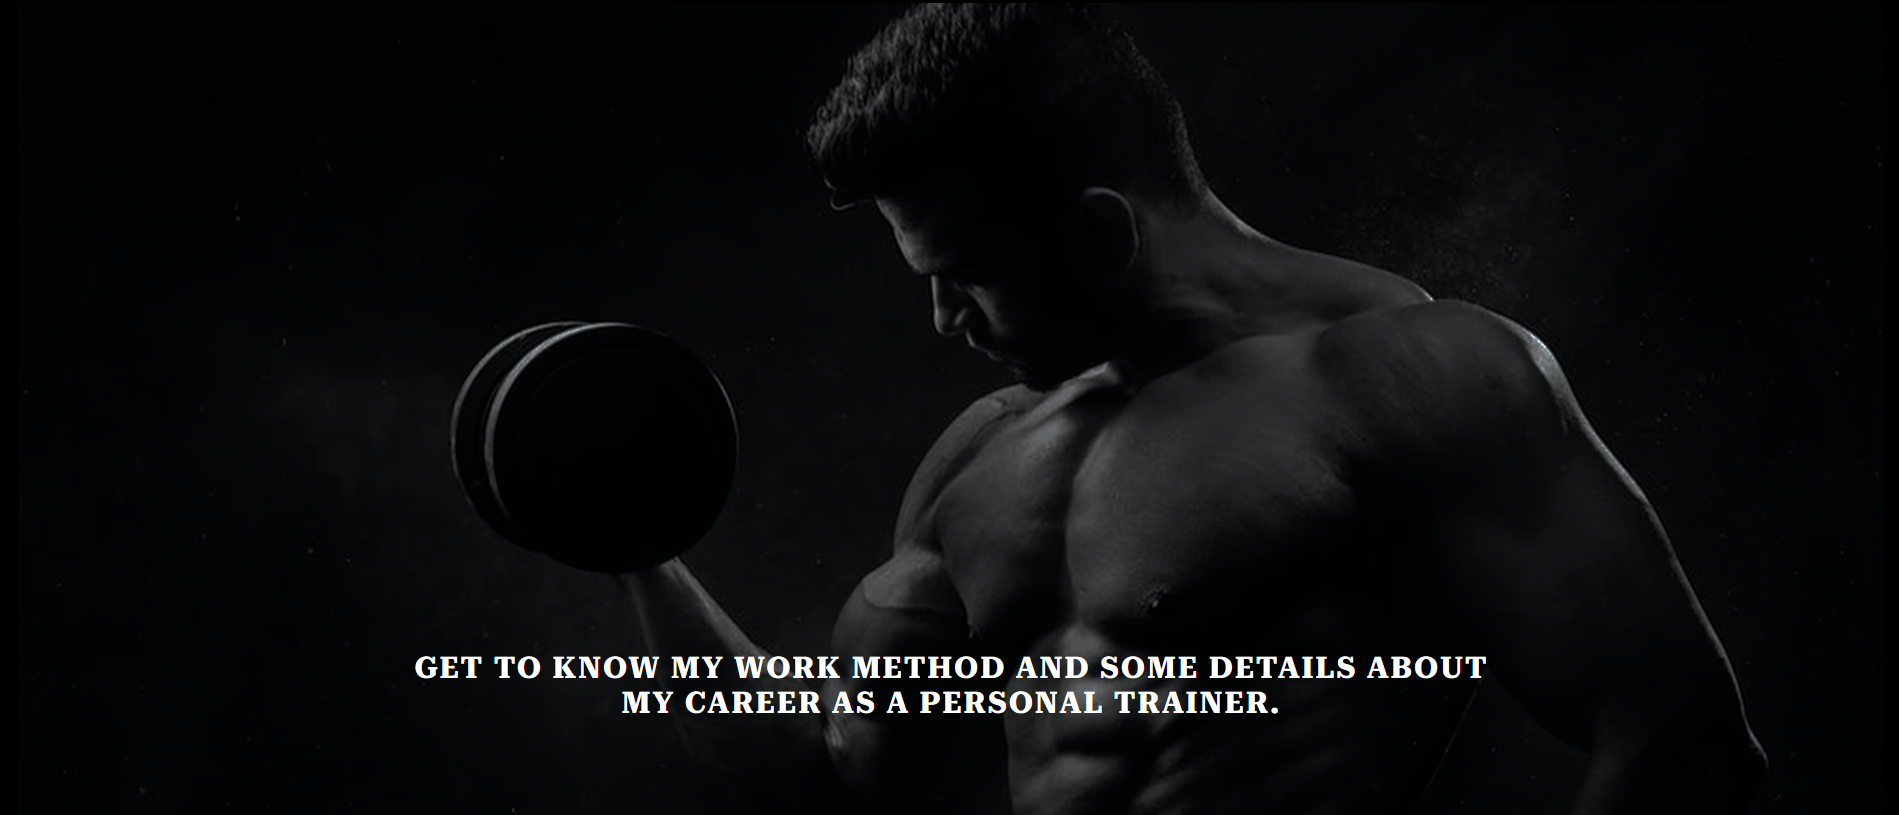 GET TO KNOW MY WORK METHOD AND SOME DETAILS ABOUT
MY CAREER AS A PERSONAL TRAINER.